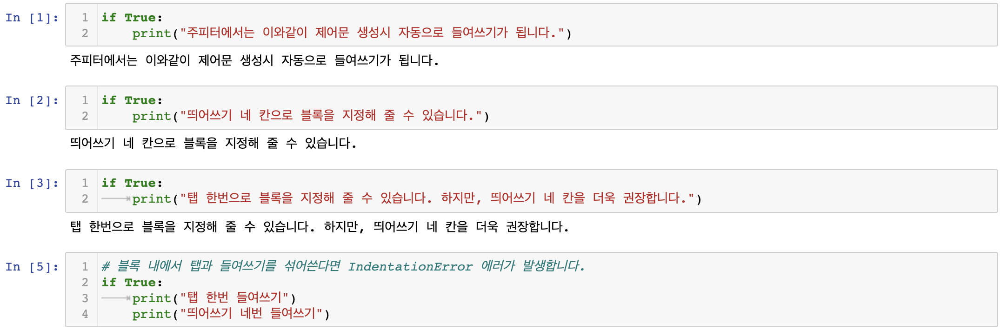 In [1]:
1 if True:
2     print("주피터에서는 이와같이 제어문 생성시 자동으로 들여쓰기가 됩니다.")
주피터에서는 이와같이 제어문 생성시 자동으로 들여쓰기가 됩니다.
In [2]:
1 if True:
2     print("띄어쓰기 네 칸으로 블록을 지정해 줄 수 있습니다.")
띄어쓰기 네 칸으로 블록을 지정해 줄 수 있습니다.
In [3]:
1 if True:
2     print("탭 한번으로 블록을 지정해 줄 수 있습니다. 하지만, 띄어쓰기 네 칸을 더욱 권장합니다.")
탭 한번으로 블록을 지정해 줄 수 있습니다. 하지만, 띄어쓰기 네 칸을 더욱 권장합니다.
In [5]:
1 # 블록 내에서 탭과 들여쓰기를 섞어쓴다면 IndentationError 에러가 발생합니다.
2 if True:
3     print("탭 한번 들여쓰기")
4     print("띄어쓰기 네번 들여쓰기")